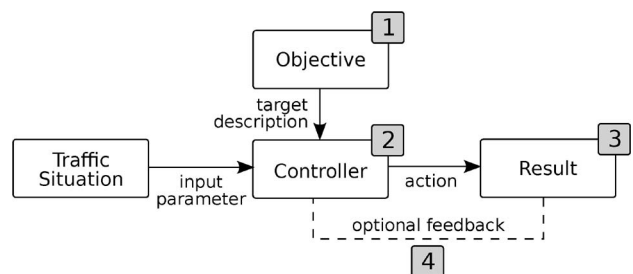 1
Objective
target
description
2
3
Traffic
Situation
input
parameter
Controller
action
Result
optional feedback
4